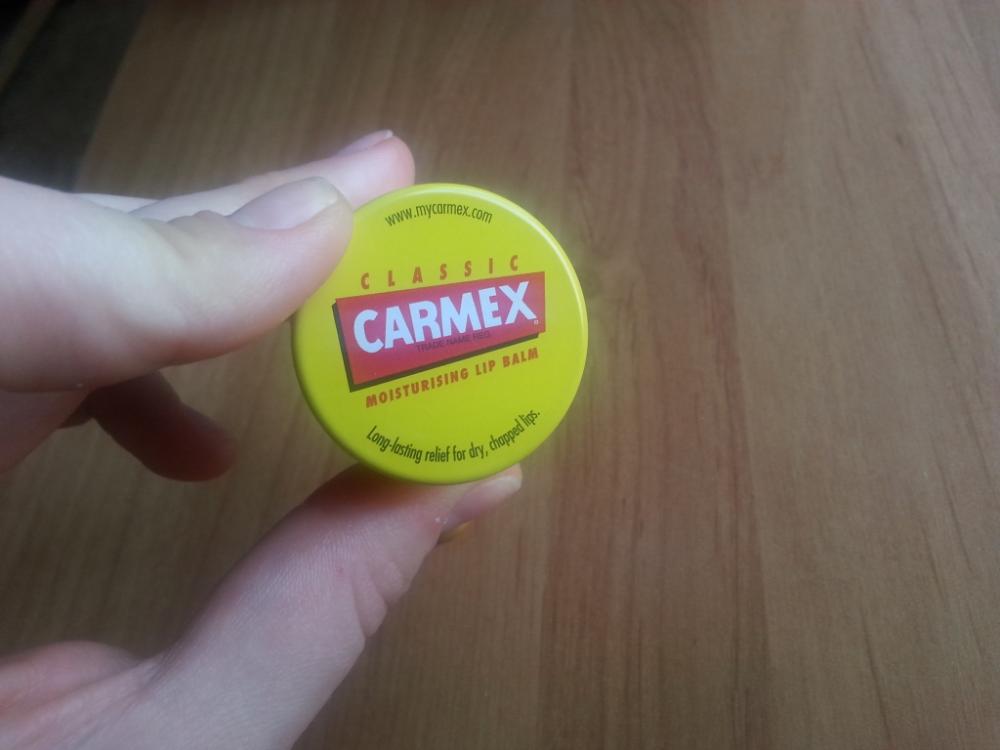 www.mycarmex.com
CLASSIC
CARMEX
TRADE NAME REG.
MOISTURISING LIP BALM
Long-lasting relief for dry, chapped lips.